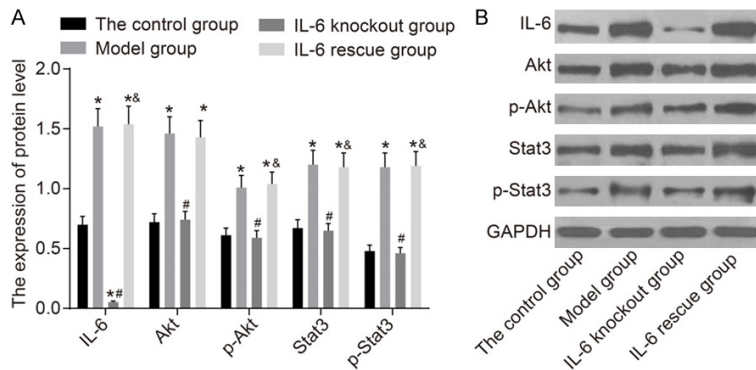 A
The control group
IL-6 knockout group
Model group
IL-6 rescue group
The expression of protein level
2.0
1.5
1.0
0.5
0.0
* *& * * * *& * *& * *&
*# # # # #
IL-6
Akt
p-Akt
Stat3
p-Stat3
B
IL-6
Akt
p-Akt
Stat3
p-Stat3
GAPDH
The control group
Model group
IL-6 knockout group
IL-6 rescue group